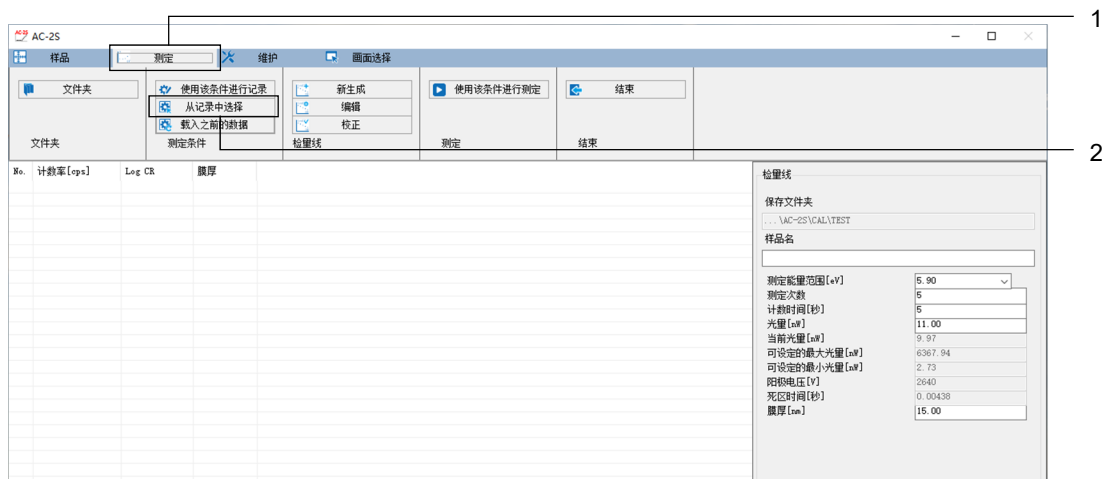 1
AC-2S AC-2S
样品 测定 维护 画面选择
文件夹 使用该条件进行记录 新生成 使用该条件进行测定 结束
从记录中选择 编辑
载入之前的数据 校正
文件夹 测定条件 检量线 测定 结束
2
No. 计数率[cps] Log CR 膜厚
检量线
保存文件夹
...\AC-2S\CAL\TEST
样品名
测定能量范围[eV] 5.90
测定次数 5
计数时间[秒] 5
光量[nW] 11.00
当前光量[nW] 9.97
可设定的最大光量[nW] 6367.94
可设定的最小光量[nW] 2.73
阳极电压[V] 2640
死区时间[秒] 0.00438
膜厚[nm] 15.00